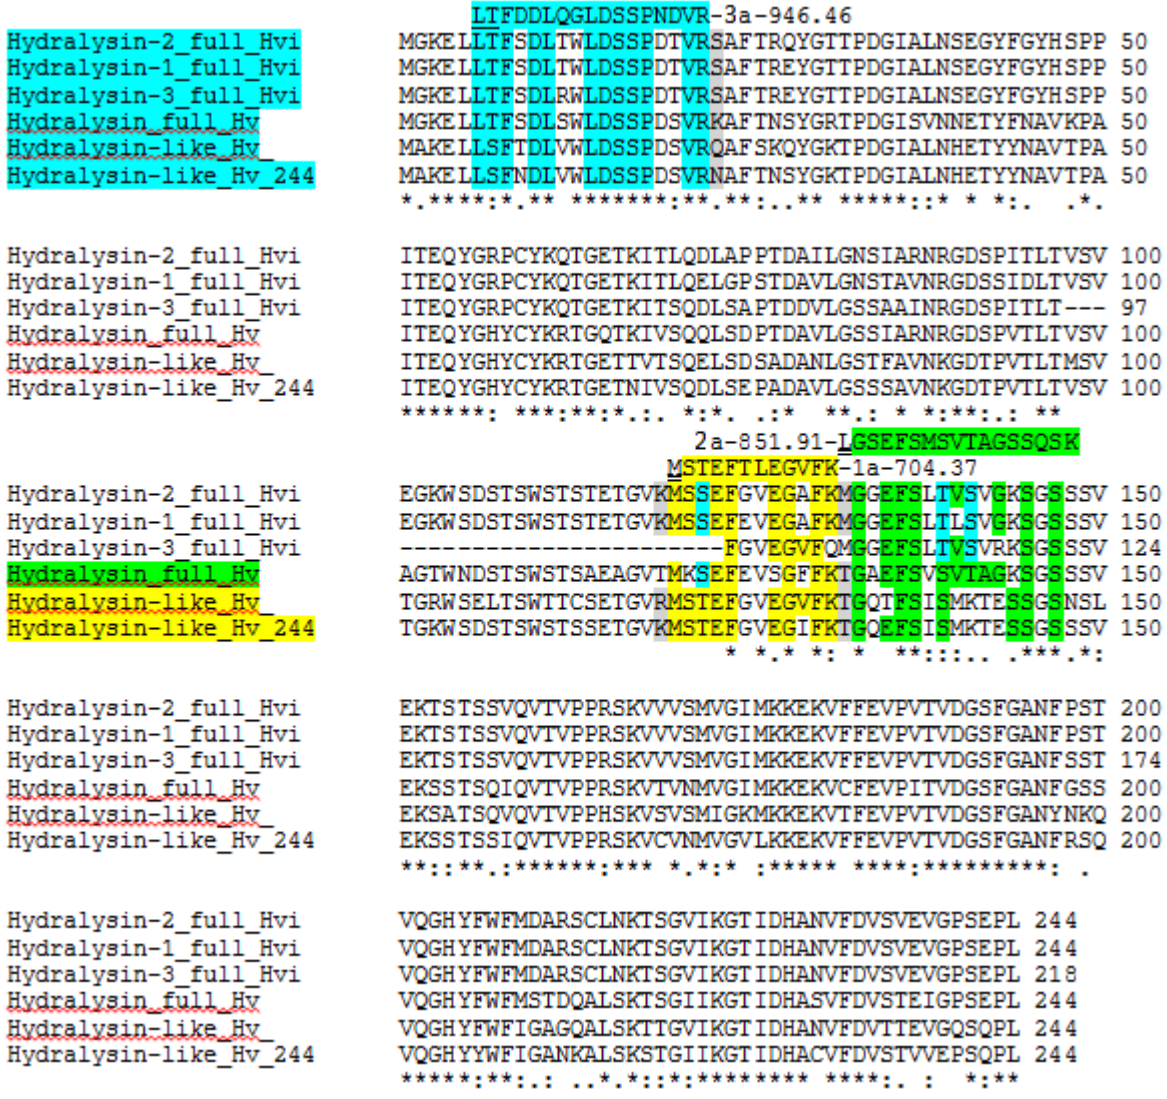 LTFDDLQGLDSSPNDVR-3a-946.46
Hydralysin-2_full_Hvi MGKELLTFSDLTWLDSSPDTVRSAFTRQYGTTPDGIALNSEGYFGYHSPP 50
Hydralysin-1_full_Hvi MGKELLTFSDLTWLDSSPDTVRSAFTREYGTTPDGIALNSEGYFGYHSPP 50
Hydralysin-3_full_Hvi MGKELLTFSDLRWLDSSPDTVRSAFTREYGTTPDGIALNSEGYFGYHSPP 50
Hydralysin_full_Hv MGKELLTFSDLSWLDSSPDSVRKAFTNSYGRTPDGISVNNETYFNAVKPA 50
Hydralysin-like_Hv_ MAKELLSFTDLVWLDSSPDSVRQAFSKQYGKTPDGIALNHETYYNAVTPA 50
Hydralysin-like_Hv_244 MAKELLSFNDLVWLDSSPDSVRNAFTNSYGKTPDGIALNHETYYNAVTPA 50
*.****:*.** *******:**.**:..** *****::* * *:. .*.
Hydralysin-2_full_Hvi ITEQYGRPCYKQTGETKITLQDLAPPTDAILGNSIARNRGDSPITLTVSV 100
Hydralysin-1_full_Hvi ITEQYGRPCYKQTGETKITLQELGPSTDAVLGNSTAVNRGDSSIDLTVSV 100
Hydralysin-3_full_Hvi ITEQYGRPCYKQTGETKITSQDLSAPTDDVLGSSAAINRGDSPITLT--- 97
Hydralysin_full_Hv ITEQYGHYCYKRTGQTKIVSQQLSDPTDAVLGSSIARNRGDSPVTLTVSV 100
Hydralysin-like_Hv_ ITEQYGHYCYKRTGETTVTSQELSDSADANLGSTFAVNKGDTPVTLTMSV 100
Hydralysin-like_Hv_244 ITEQYGHYCYKRTGETNIVSQDLSEPADAVLGSSSAVNKGDTPVTLTVSV 100
******: ***:**:*.:. *:*. .:* **.: * *:**:.: **
2a-851.91-LGSEFSMSVTAGSSQSK
MSTEFTLEGVFK-1a-704.37
Hydralysin-2_full_Hvi EGKWSDSTSWSTSTETGVKMSSEFGVEGAFKMGGEFSLTVSVGKSGSSSV 150
Hydralysin-1_full_Hvi EGKWSDSTSWSTSTETGVKMSSEFEVEGAFKMGGEFSLTLSVGKSGSSSV 150
Hydralysin-3_full_Hvi -----------------------FGVEGVFQMGGEFSLTVSVRKSGSSSV 124
Hydralysin_full_Hv AGTWNDSTSWSTSAEAGVTMKSEFEVSGFFKTGAEFSVSVTAGKSGSSSV 150
Hydralysin-like_Hv_ TGRWSELTSWTTCSETGVRMSTEFGVEGVFKTGQTFSISMKTESSGSNSL 150
Hydralysin-like_Hv_244 TGKWSDSTSWSTSSETGVKMSTEFGVEGIFKTGQEFSISMKTESSGSSSV 150
* *.* *: * **:::.. .***.*:
Hydralysin-2_full_Hvi EKTSTSSVQVTVPPRSKVVVSMVGIMKKEKVFFEVPVTVDGSFGANFPST 200
Hydralysin-1_full_Hvi EKTSTSSVQVTVPPRSKVVVSMVGIMKKEKVFFEVPVTVDGSFGANFPST 200
Hydralysin-3_full_Hvi EKTSTSSVQVTVPPRSKVVVSMVGIMKKEKVFFEVPVTVDGSFGANFSST 174
Hydralysin_full_Hv EKSSTSQIQVTVPPRSKVTVNMVGIMKKEKVCFEVPITVDGSFGANFGSS 200
Hydralysin-like_Hv_ EKSATSQVQVTVPPHSKVSVSMIGKMKKEKVTFEVPVTVDGSFGANYNKQ 200
Hydralysin-like_Hv_244 EKSSTSSIQVTVPPRSKVCVNMVGVLKKEKVFFEVPVTVDGSFGANFRSQ 200
**::**.:******:*** *.*:* :***** ****:*********: .
Hydralysin-2_full_Hvi VQGHYFWFMDARSCLNKTSGVIKGTIDHANVFDVSVEVGPSEPL 244
Hydralysin-1_full_Hvi VQGHYFWFMDARSCLNKTSGVIKGTIDHANVFDVSVEVGPSEPL 244
Hydralysin-3_full_Hvi VQGHYFWFMDARSCLNKTSGVIKGTIDHANVFDVSVEVGPSEPL 218
Hydralysin_full_Hv VQGHYFWFMSTDQALSKTSGIIKGTIDHASVFDVSTEIGPSEPL 244
Hydralysin-like_Hv_ VQGHYFWFIGAGQALSKTTGVIKGTIDHANVFDVTTEVGQSQPL 244
Hydralysin-like_Hv_244 VQGHYYWFIGANKALSKSTGIIKGTIDHACVFDVSTVVEPSQPL 244
*****:**:.: ..*.*::*:******** ****:. : *:**